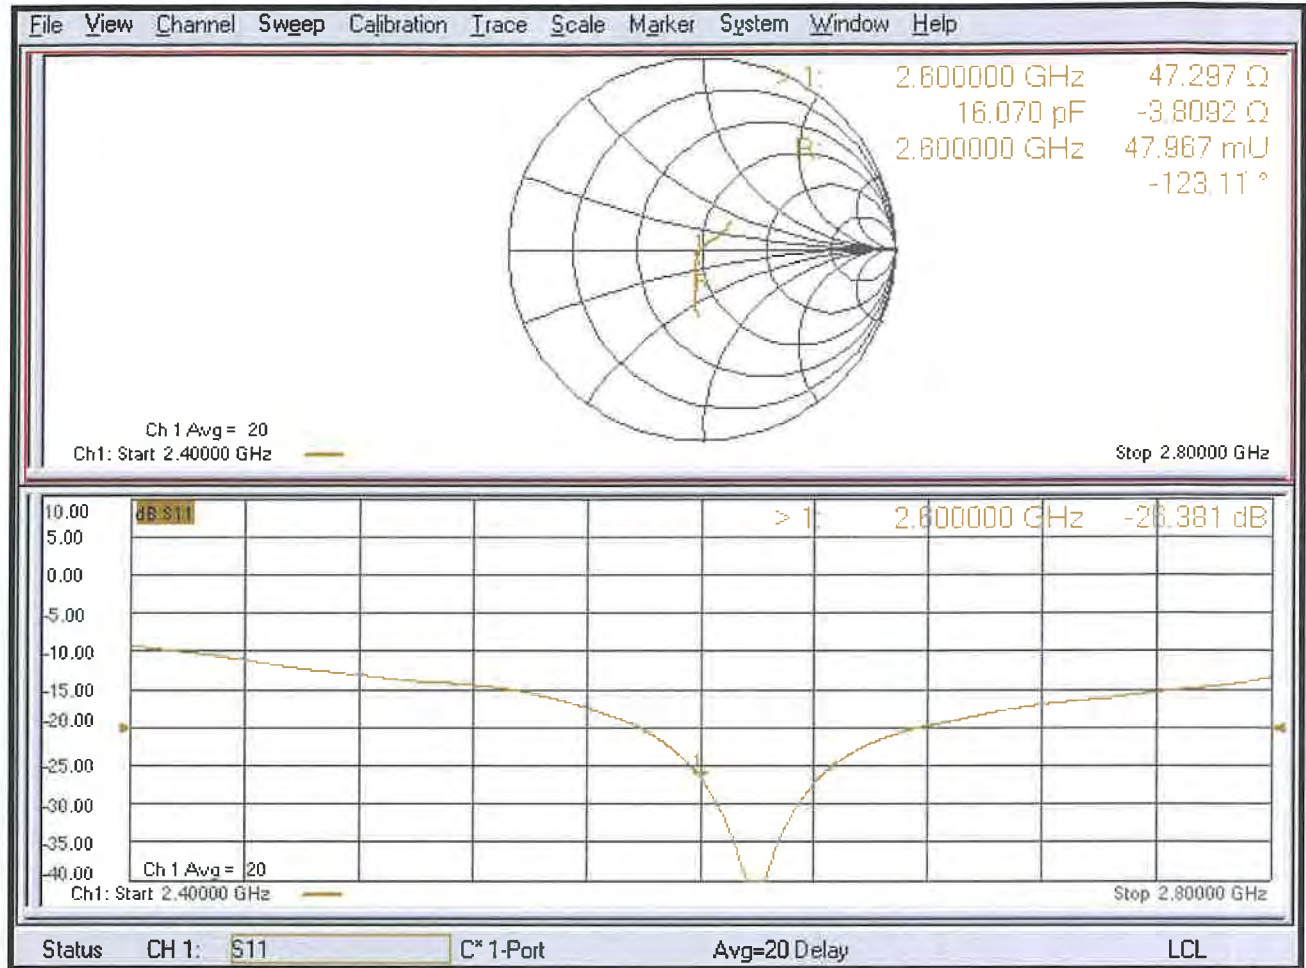 File View Channel Sweep Calibration Trace Scale Marker System Window Help
> 1: 2.600000 GHz 47.297 Ω
16.070 pF -3.8092 Ω
R: 2.600000 GHz 47.967 mU
-123.11 °
Ch 1 Avg = 20
Ch1: Start 2.40000 GHz
Stop 2.80000 GHz
10.00
dB S11
> 1: 2.600000 GHz -26.381 dB
5.00
0.00
-5.00
-10.00
-15.00
-20.00
1
-25.00
-30.00
-35.00
-40.00
Ch 1 Avg = 20
Ch1: Start 2.40000 GHz
Stop 2.80000 GHz
Status CH 1: S11 C* 1-Port Avg=20 Delay LCL